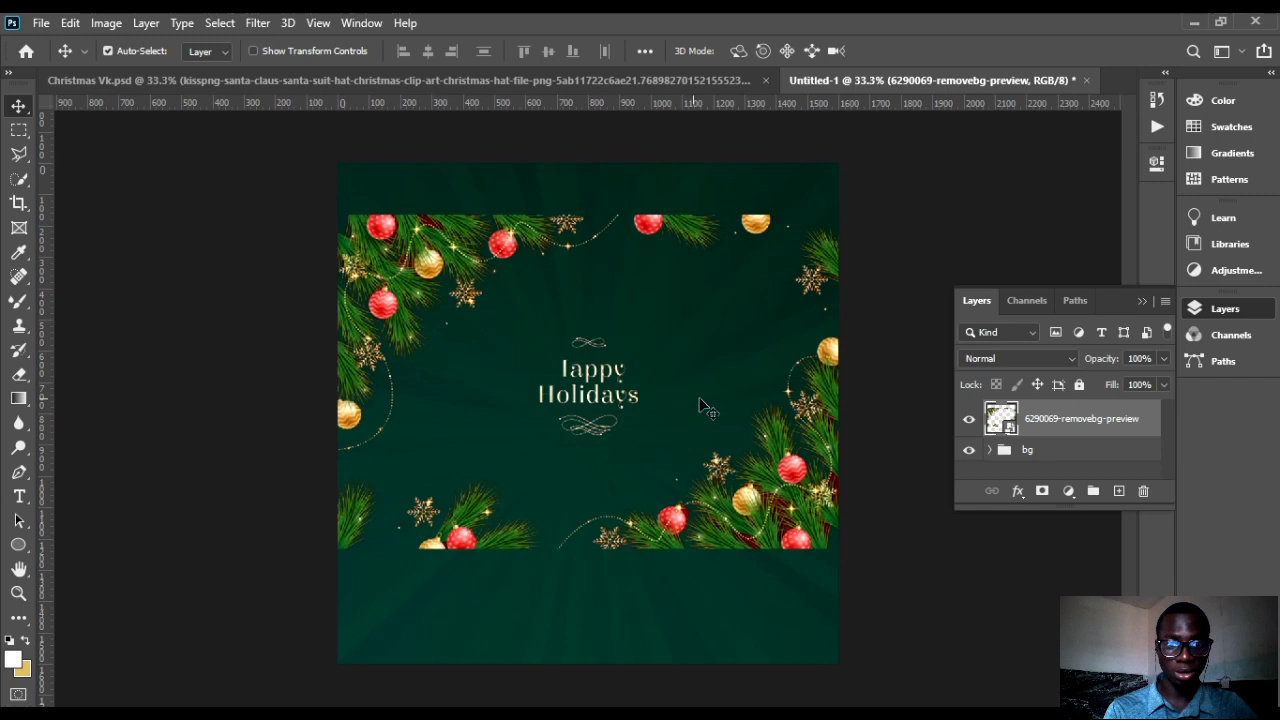 Ps File Edit Image Layer Type Select Filter 3D View Window Help
Auto-Select: Layer Show Transform Controls 3D Mode:
Christmas Vk.psd @ 33.3% (kisspng-santa-claus-santa-suit-hat-christmas-clip-art-christmas-hat-file-png-5ab11722c6ae21.76898270152155523... × Untitled-1 @ 33.3% (6290069-removebg-preview, RGB/8) * ×
900 800 700 600 500 400 300 200 100 0 100 200 300 400 500 600 700 800 900 1000 1100 1200 1300 1400 1500 1600 1700 1800 1900 2000 2100 2200 2300 2400
Color
Swatches
Gradients
Patterns
Learn
Libraries
Adjustme...
Layers
Channels
Paths
Happy
Holidays
Layers Channels Paths
Kind
Normal Opacity: 100%
Lock: Fill: 100%
6290069-removebg-preview
bg
fx